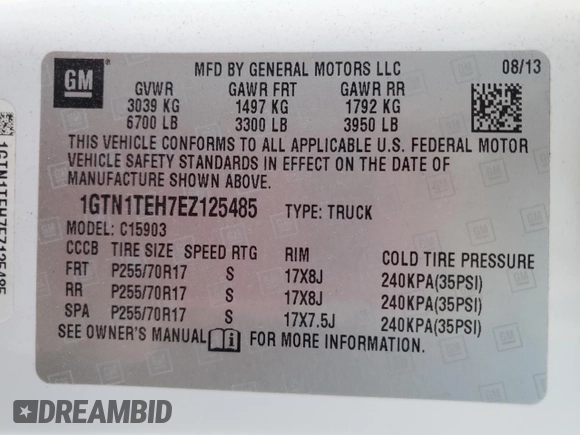 GM
MFD BY GENERAL MOTORS LLC 08/13
GVWR GAWR FRT GAWR RR
3039 KG 1497 KG 1792 KG
6700 LB 3300 LB 3950 LB
THIS VEHICLE CONFORMS TO ALL APPLICABLE U.S. FEDERAL MOTOR
VEHICLE SAFETY STANDARDS IN EFFECT ON THE DATE OF
MANUFACTURE SHOWN ABOVE.
1GTN1TEH7EZ125485 TYPE: TRUCK
MODEL: C15903
CCCB TIRE SIZE SPEED RTG RIM COLD TIRE PRESSURE
FRT P255/70R17 S 17X8J 240KPA(35PSI)
RR P255/70R17 S 17X8J 240KPA(35PSI)
SPA P255/70R17 S 17X7.5J 240KPA(35PSI)
SEE OWNER'S MANUAL i FOR MORE INFORMATION.
1GTN1TEH7EZ125485
DREAMBID